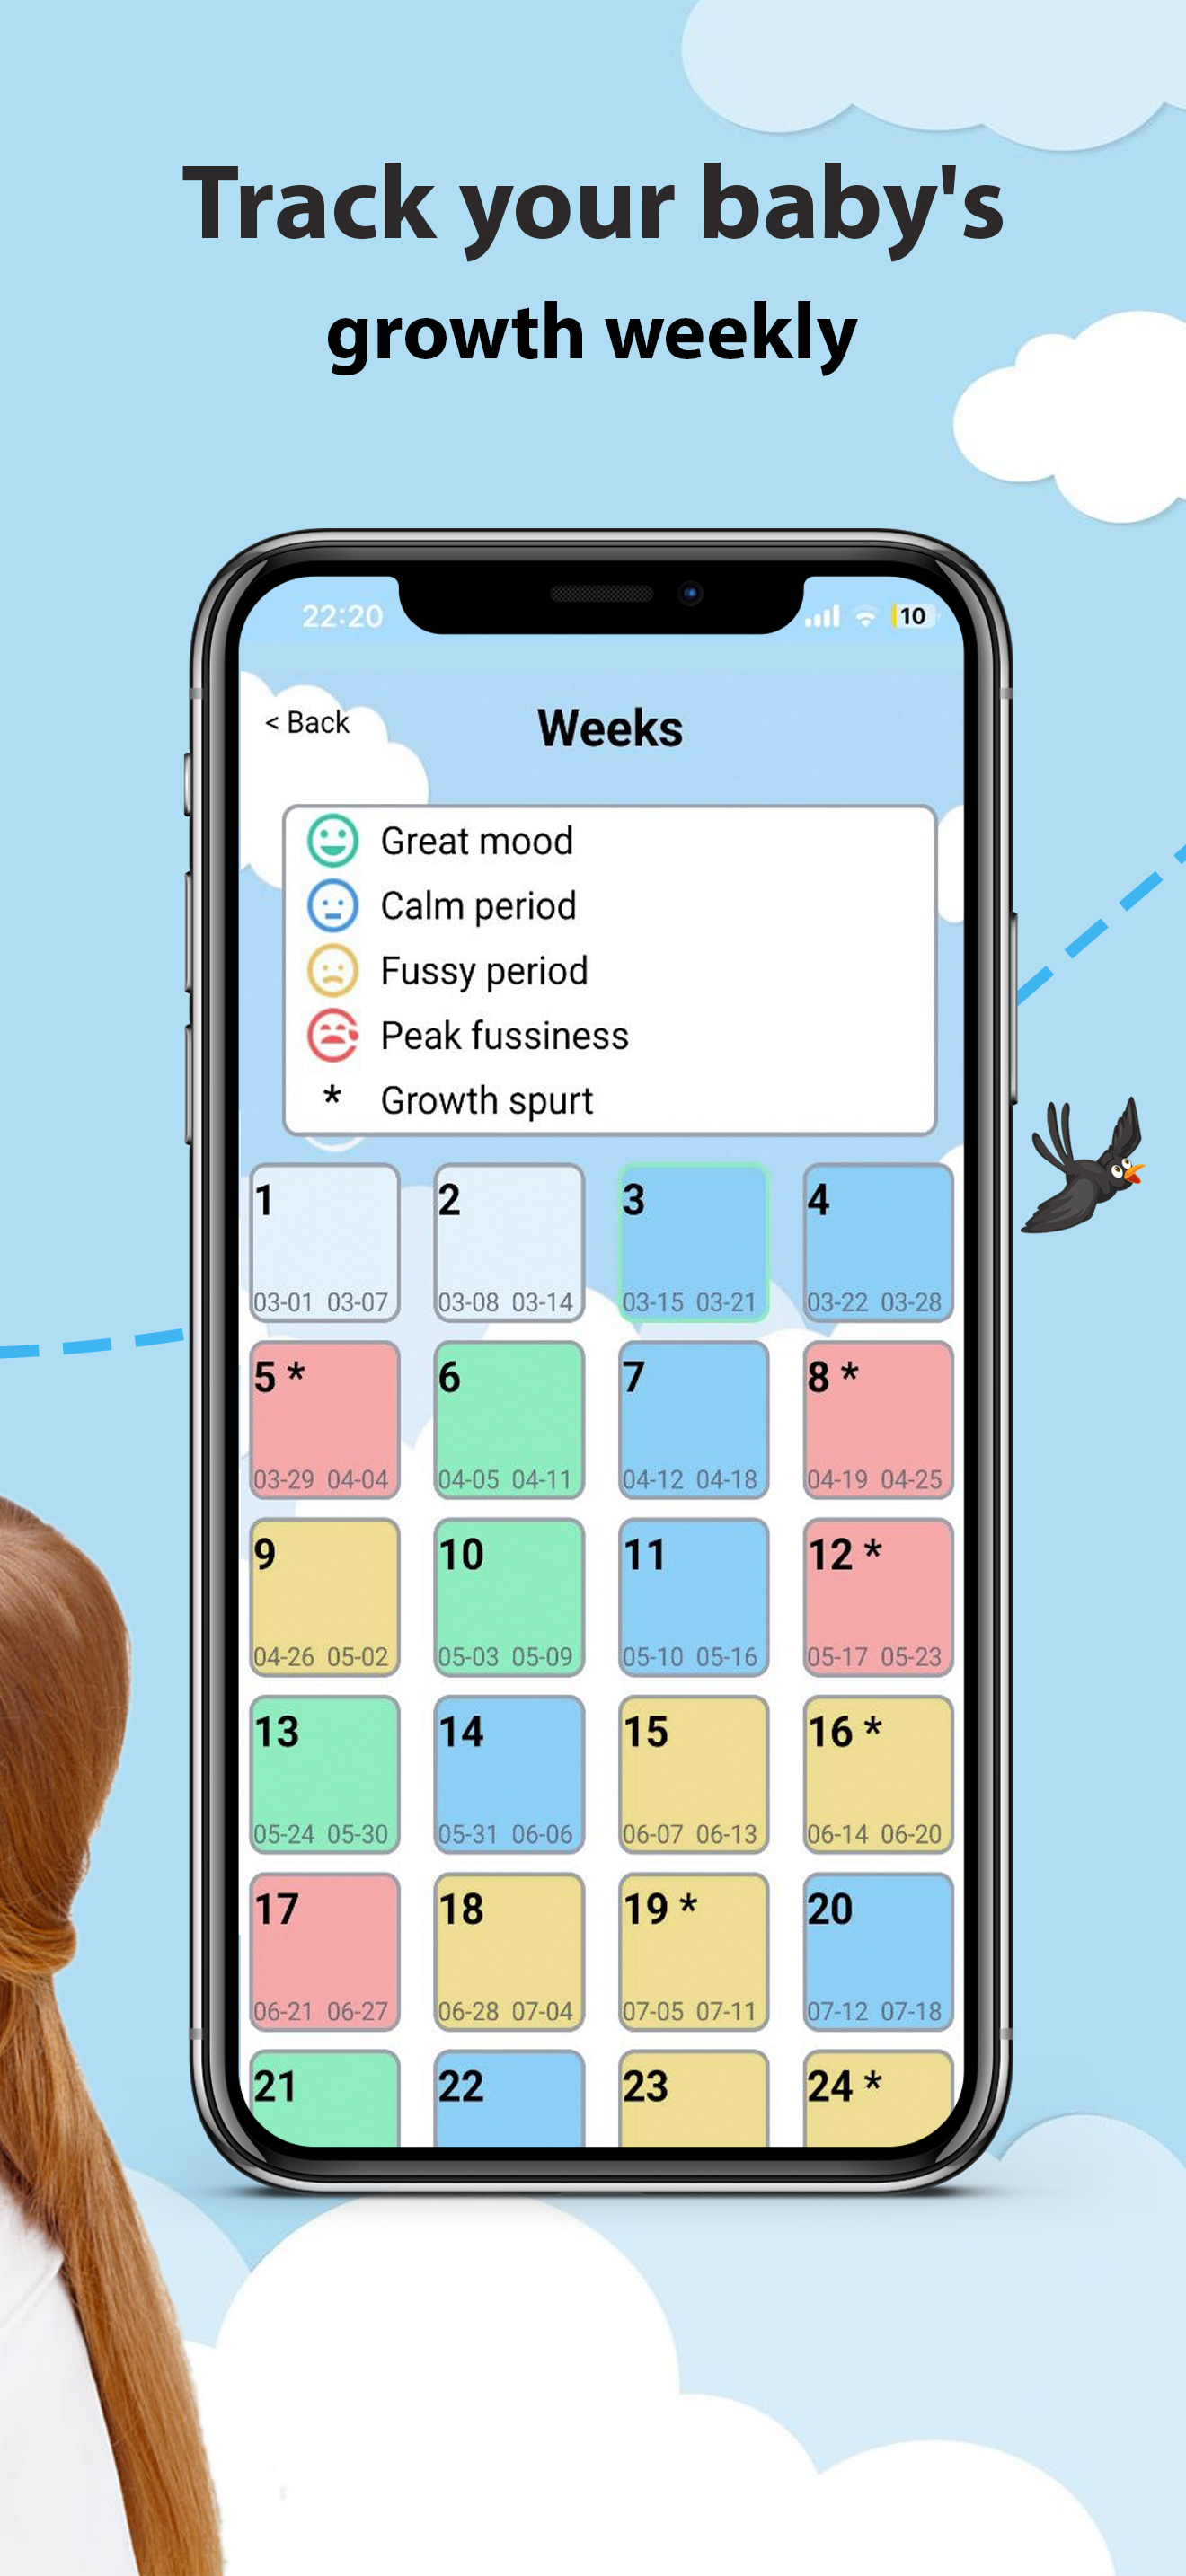 Track your baby's
growth weekly
22:20
10
< Back
Weeks
Great mood
Calm period
Fussy period
Peak fussiness
* Growth spurt
1 2 3 4
03-01 03-07 03-08 03-14 03-15 03-21 03-22 03-28
5 * 6 7 8 *
03-29 04-04 04-05 04-11 04-12 04-18 04-19 04-25
9 10 11 12 *
04-26 05-02 05-03 05-09 05-10 05-16 05-17 05-23
13 14 15 16 *
05-24 05-30 05-31 06-06 06-07 06-13 06-14 06-20
17 18 19 * 20
06-21 06-27 06-28 07-04 07-05 07-11 07-12 07-18
21 22 23 24 *